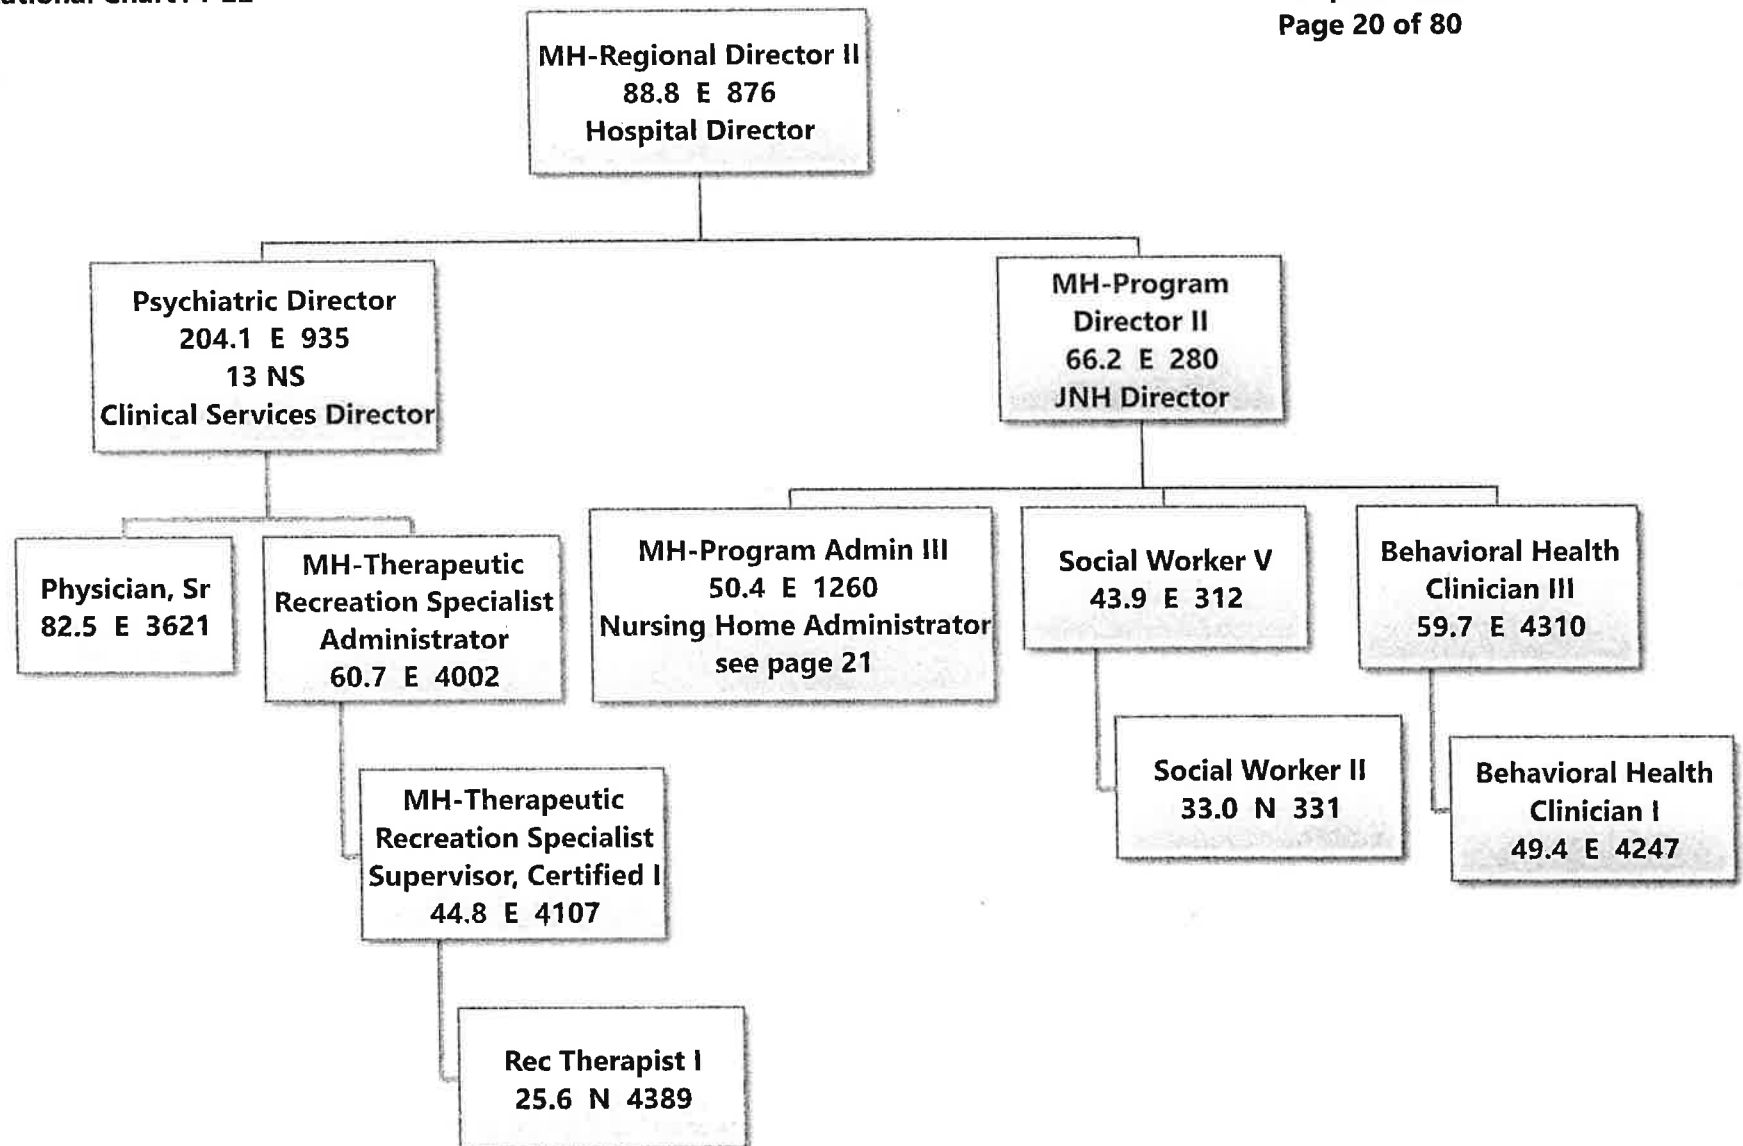 Page 20 of 80
MH-Regional Director II
88.8 E 876
Hospital Director
Psychiatric Director
204.1 E 935
13 NS
Clinical Services Director
MH-Program
Director II
66.2 E 280
JNH Director
Physician, Sr
82.5 E 3621
MH-Therapeutic
Recreation Specialist
Administrator
60.7 E 4002
MH-Program Admin III
50.4 E 1260
Nursing Home Administrator
see page 21
Social Worker V
43.9 E 312
Behavioral Health
Clinician III
59.7 E 4310
MH-Therapeutic
Recreation Specialist
Supervisor, Certified I
44.8 E 4107
Social Worker II
33.0 N 331
Behavioral Health
Clinician I
49.4 E 4247
Rec Therapist I
25.6 N 4389